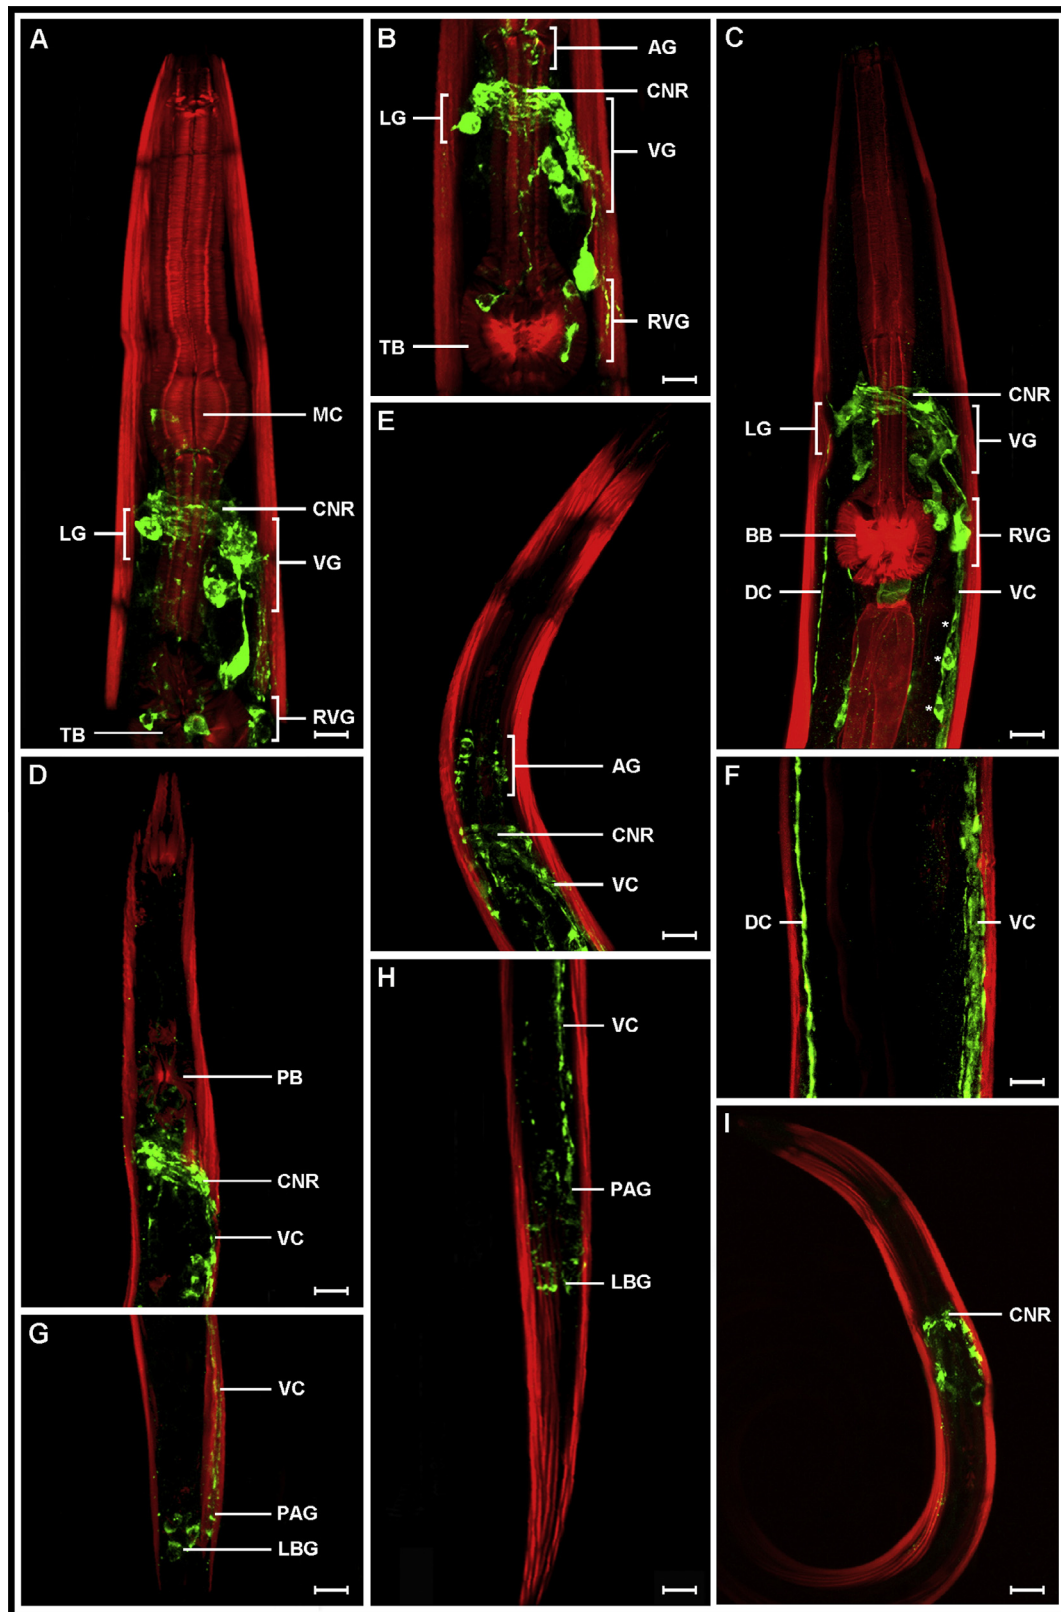 A
MC
CNR
LG
VG
RVG
TB
B
AG
CNR
LG
VG
RVG
TB
C
CNR
LG
VG
BB
RVG
DC
VC
*
*
*
D
PB
CNR
VC
E
AG
CNR
VC
F
DC
VC
G
VC
PAG
LBG
H
VC
PAG
LBG
I
CNR